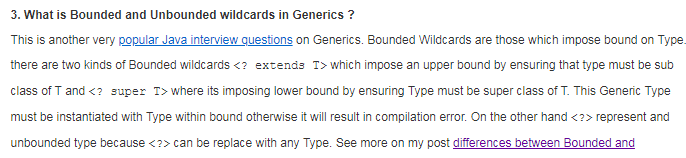 3. What is Bounded and Unbounded wildcards in Generics ?
This is another very popular Java interview questions on Generics. Bounded Wildcards are those which impose bound on Type.
there are two kinds of Bounded wildcards <? extends T> which impose an upper bound by ensuring that type must be sub
class of T and <? super T> where its imposing lower bound by ensuring Type must be super class of T. This Generic Type
must be instantiated with Type within bound otherwise it will result in compilation error. On the other hand <?> represent and
unbounded type because <?> can be replace with any Type. See more on my post differences between Bounded and